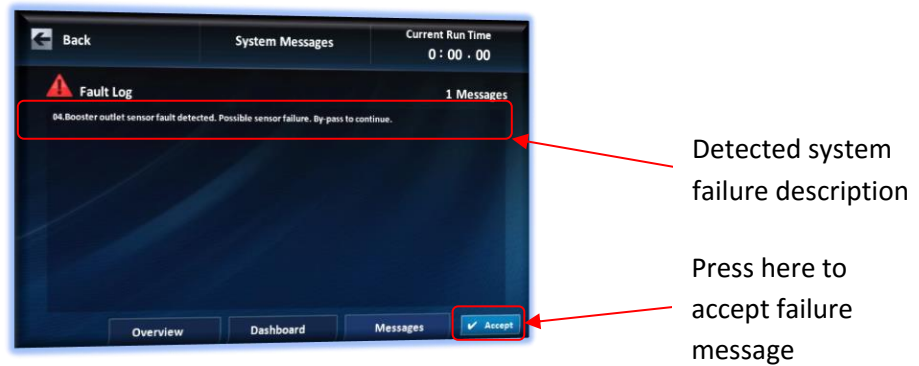 Back
System Messages
Current Run Time
0 : 00 . 00
Fault Log
1 Messages
04.Booster outlet sensor fault detected. Possible sensor failure. By-pass to continue.
Detected system
failure description
Press here to
accept failure
message
Overview
Dashboard
Messages
✔ Accept